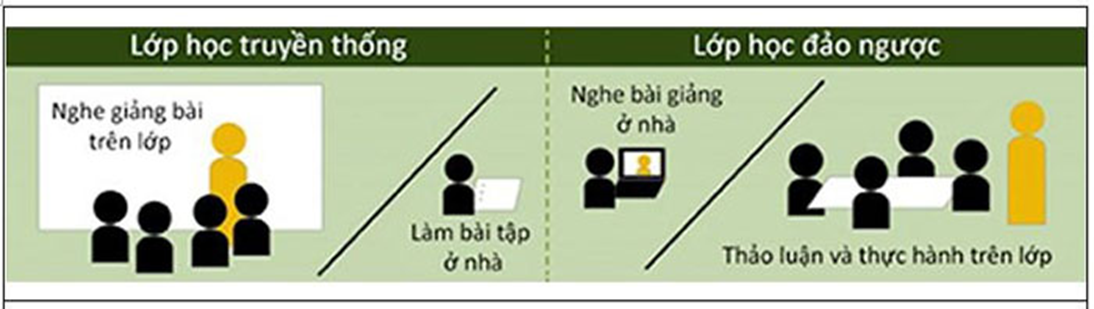 Lớp học truyền thống
Nghe giảng bài
trên lớp
Làm bài tập
ở nhà
Lớp học đảo ngược
Nghe bài giảng
ở nhà
Thảo luận và thực hành trên lớp